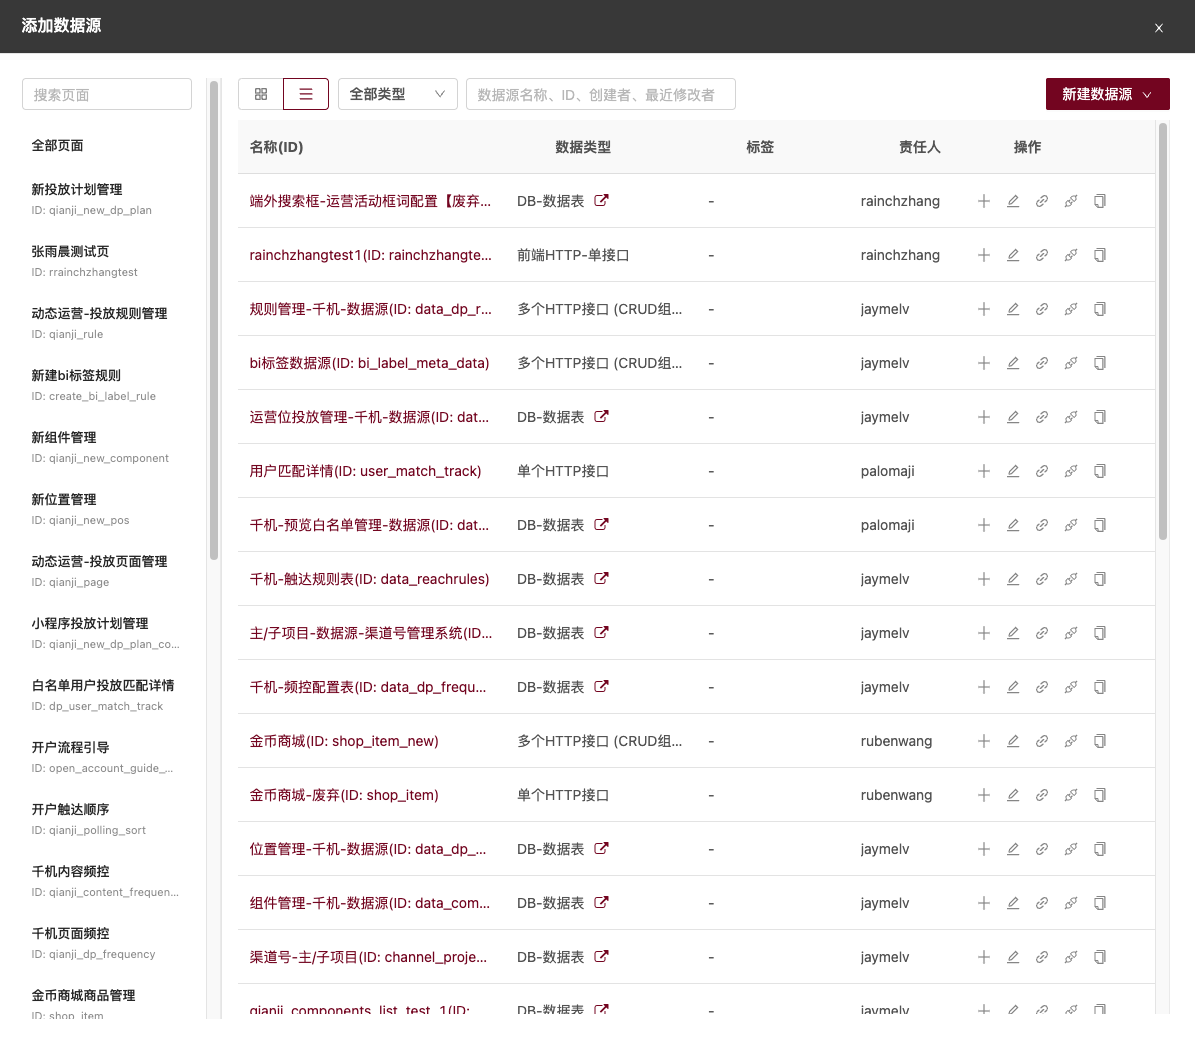 添加数据源
x
搜索页面
全部类型
数据源名称、ID、创建者、最近修改者
新建数据源
全部页面
新投放计划管理
ID: qianji_new_dp_plan
张雨晨测试页
ID: rrainchzhangtest
动态运营-投放规则管理
ID: qianji_rule
新建bi标签规则
ID: create_bi_label_rule
新组件管理
ID: qianji_new_component
新位置管理
ID: qianji_new_pos
动态运营-投放页面管理
ID: qianji_page
小程序投放计划管理
ID: qianji_new_dp_plan_co...
白名单用户投放匹配详情
ID: dp_user_match_track
开户流程引导
ID: open_account_guide_...
开户触达顺序
ID: qianji_polling_sort
千机内容频控
ID: qianji_content_frequen...
千机页面频控
ID: qianji_dp_frequency
金币商城商品管理
ID: shop_item
名称(ID) 数据类型 标签 责任人 操作
端外搜索框-运营活动框词配置【废弃... DB-数据表 - rainchzhang
rainchzhangtest1(ID: rainchzhangte... 前端HTTP-单接口 - rainchzhang
规则管理-千机-数据源(ID: data_dp_r... 多个HTTP接口 (CRUD组... - jaymelv
bi标签数据源(ID: bi_label_meta_data) 多个HTTP接口 (CRUD组... - jaymelv
运营位投放管理-千机-数据源(ID: dat... DB-数据表 - jaymelv
用户匹配详情(ID: user_match_track) 单个HTTP接口 - palomaji
千机-预览白名单管理-数据源(ID: dat... DB-数据表 - palomaji
千机-触达规则表(ID: data_reachrules) DB-数据表 - jaymelv
主/子项目-数据源-渠道号管理系统(ID... DB-数据表 - jaymelv
千机-频控配置表(ID: data_dp_frequ... DB-数据表 - jaymelv
金币商城(ID: shop_item_new) 多个HTTP接口 (CRUD组... - rubenwang
金币商城-废弃(ID: shop_item) 单个HTTP接口 - rubenwang
位置管理-千机-数据源(ID: data_dp_... DB-数据表 - jaymelv
组件管理-千机-数据源(ID: data_com... DB-数据表 - jaymelv
渠道号-主/子项目(ID: channel_proje... DB-数据表 - jaymelv
qianji_components_list_test_1(ID: DB-数据表 - jaymelv